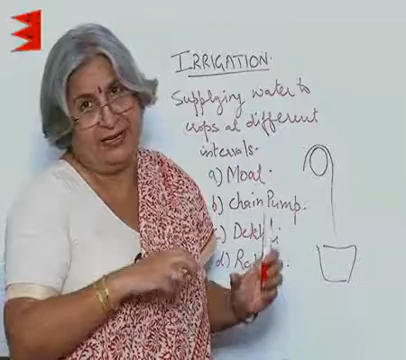 IRRIGATION.
Supplying water to
crops at different
intervals.
a) Moat.
b) Chain Pump.
c)
d)